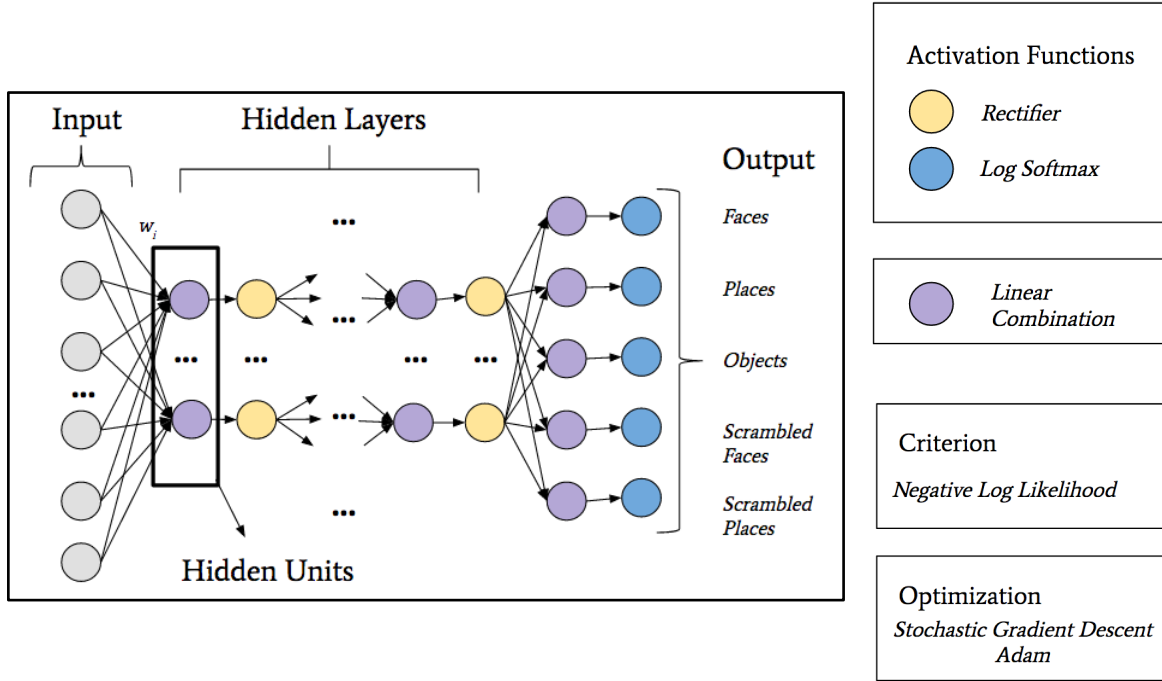 Input
Hidden Layers
Output
w_i
...
...
...
...
...
...
...
...
...
Hidden Units
Faces
Places
Objects
Scrambled
Faces
Scrambled
Places
Activation Functions
Rectifier
Log Softmax
Linear
Combination
Criterion
Negative Log Likelihood
Optimization
Stochastic Gradient Descent
Adam